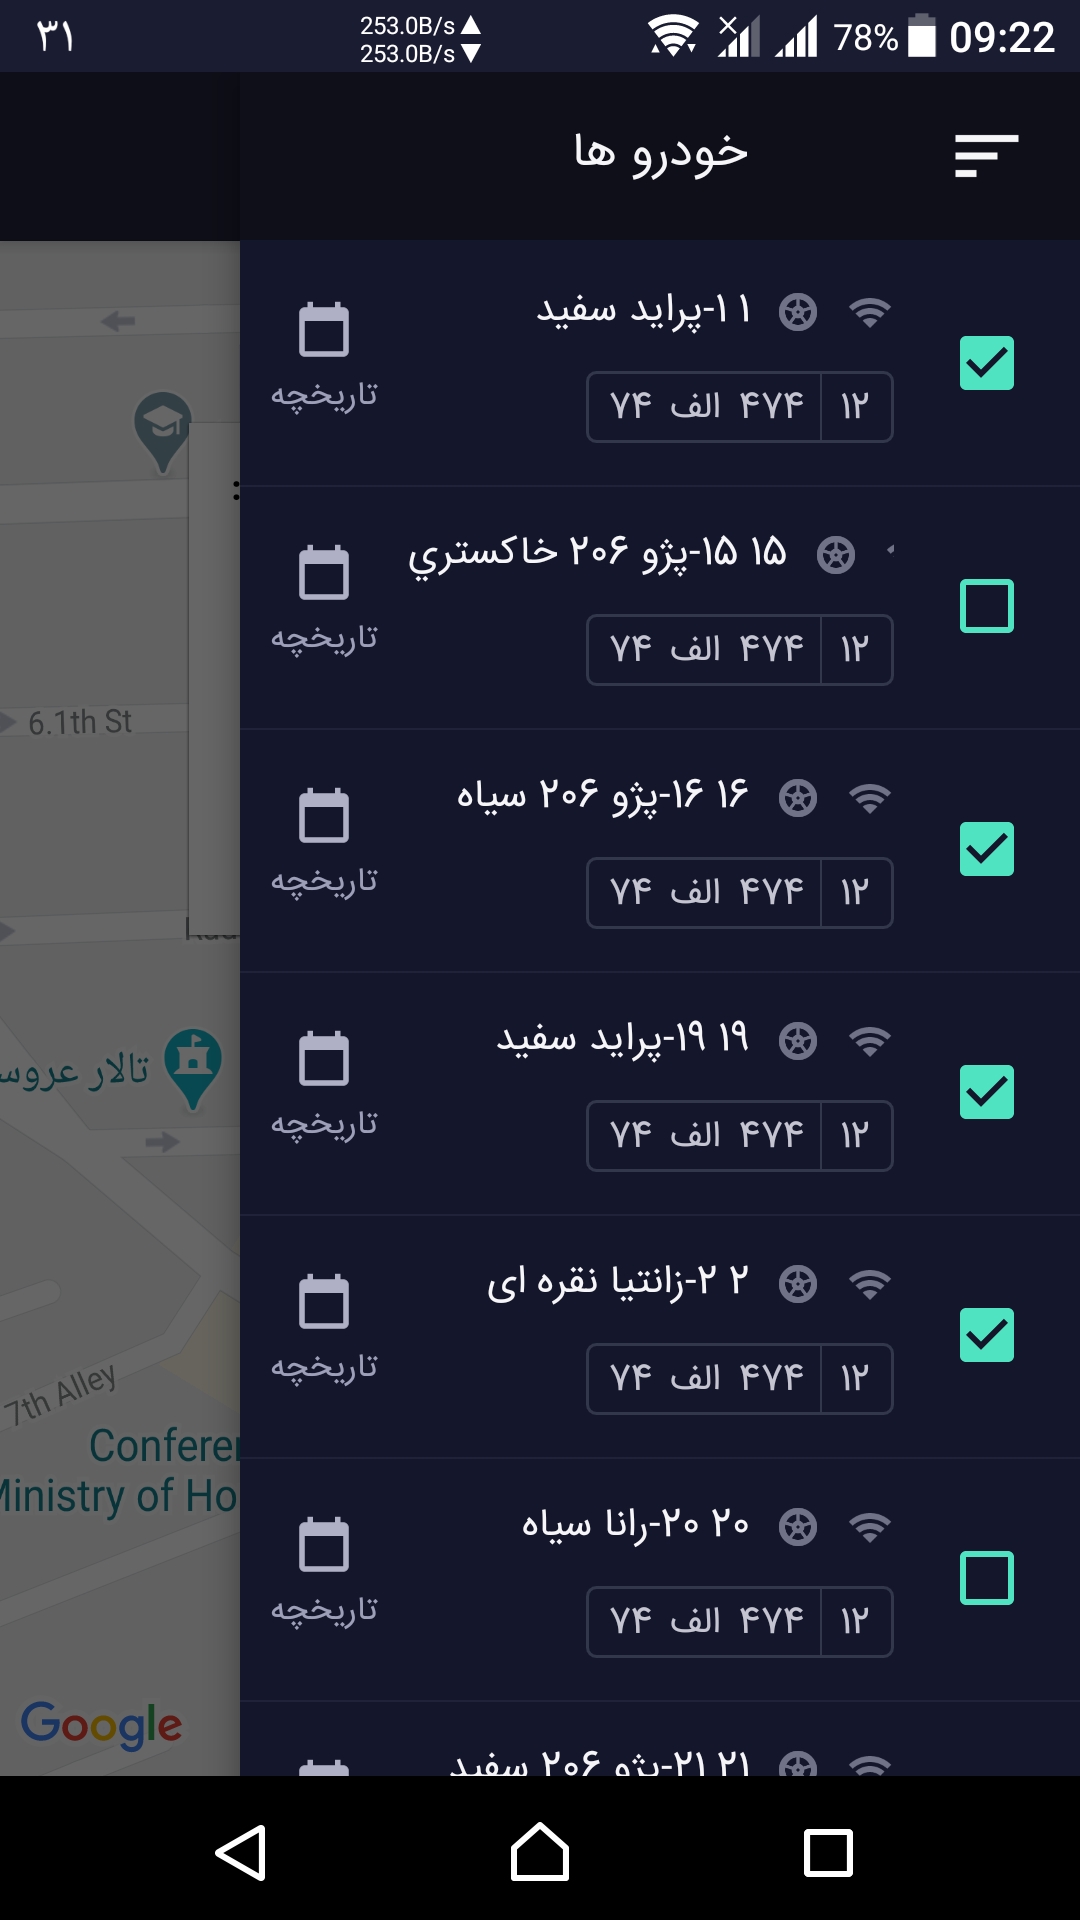 ۳۱
253.0B/s
253.0B/s
78%
09:22
خودرو ها
۱ ۱-پراید سفید
۱۲ ۴۷۴ الف ۷۴
تاریخچه
۱۵ ۱۵-پژو ۲۰۶ خاکستري
۱۲ ۴۷۴ الف ۷۴
تاریخچه
۱۶ ۱۶-پژو ۲۰۶ سیاه
۱۲ ۴۷۴ الف ۷۴
تاریخچه
۱۹ ۱۹-پراید سفید
۱۲ ۴۷۴ الف ۷۴
تاریخچه
۲ ۲-زانتیا نقره ای
۱۲ ۴۷۴ الف ۷۴
تاریخچه
۲۰ ۲۰-رانا سیاه
۱۲ ۴۷۴ الف ۷۴
تاریخچه
۲۱ ۲۱-پژو ۲۰۶ سفید
:
6.1th St
تالار عروس
7th Alley
Conferen
Ministry of Ho
Google